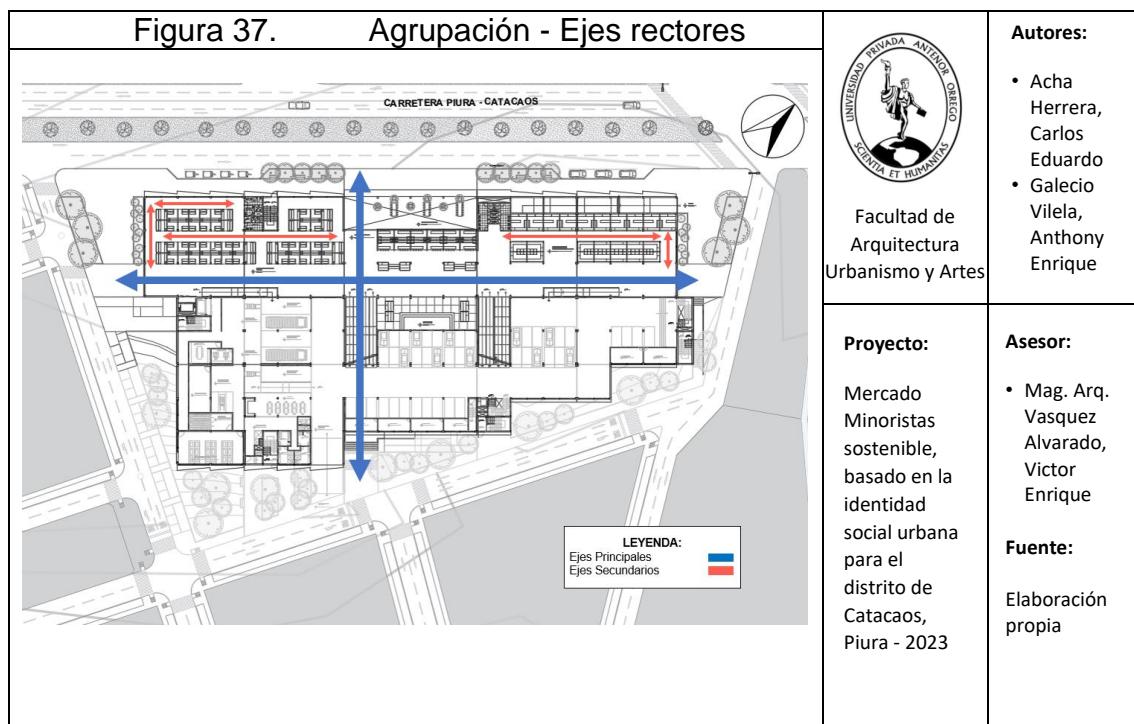 Figura 37. Agrupación - Ejes rectores
CARRETERA PIURA - CATACAOS
LEYENDA:
Ejes Principales
Ejes Secundarios
UNIVERSIDAD PRIVADA ANTENOR ORREGO
SCIENTIA ET HUMANITAS
Facultad de
Arquitectura
Urbanismo y Artes
Autores:
• Acha
Herrera,
Carlos
Eduardo
• Galecio
Vilela,
Anthony
Enrique
Proyecto:
Mercado
Minoristas
sostenible,
basado en la
identidad
social urbana
para el
distrito de
Catacaos,
Piura - 2023
Asesor:
• Mag. Arq.
Vasquez
Alvarado,
Victor
Enrique
Fuente:
Elaboración
propia